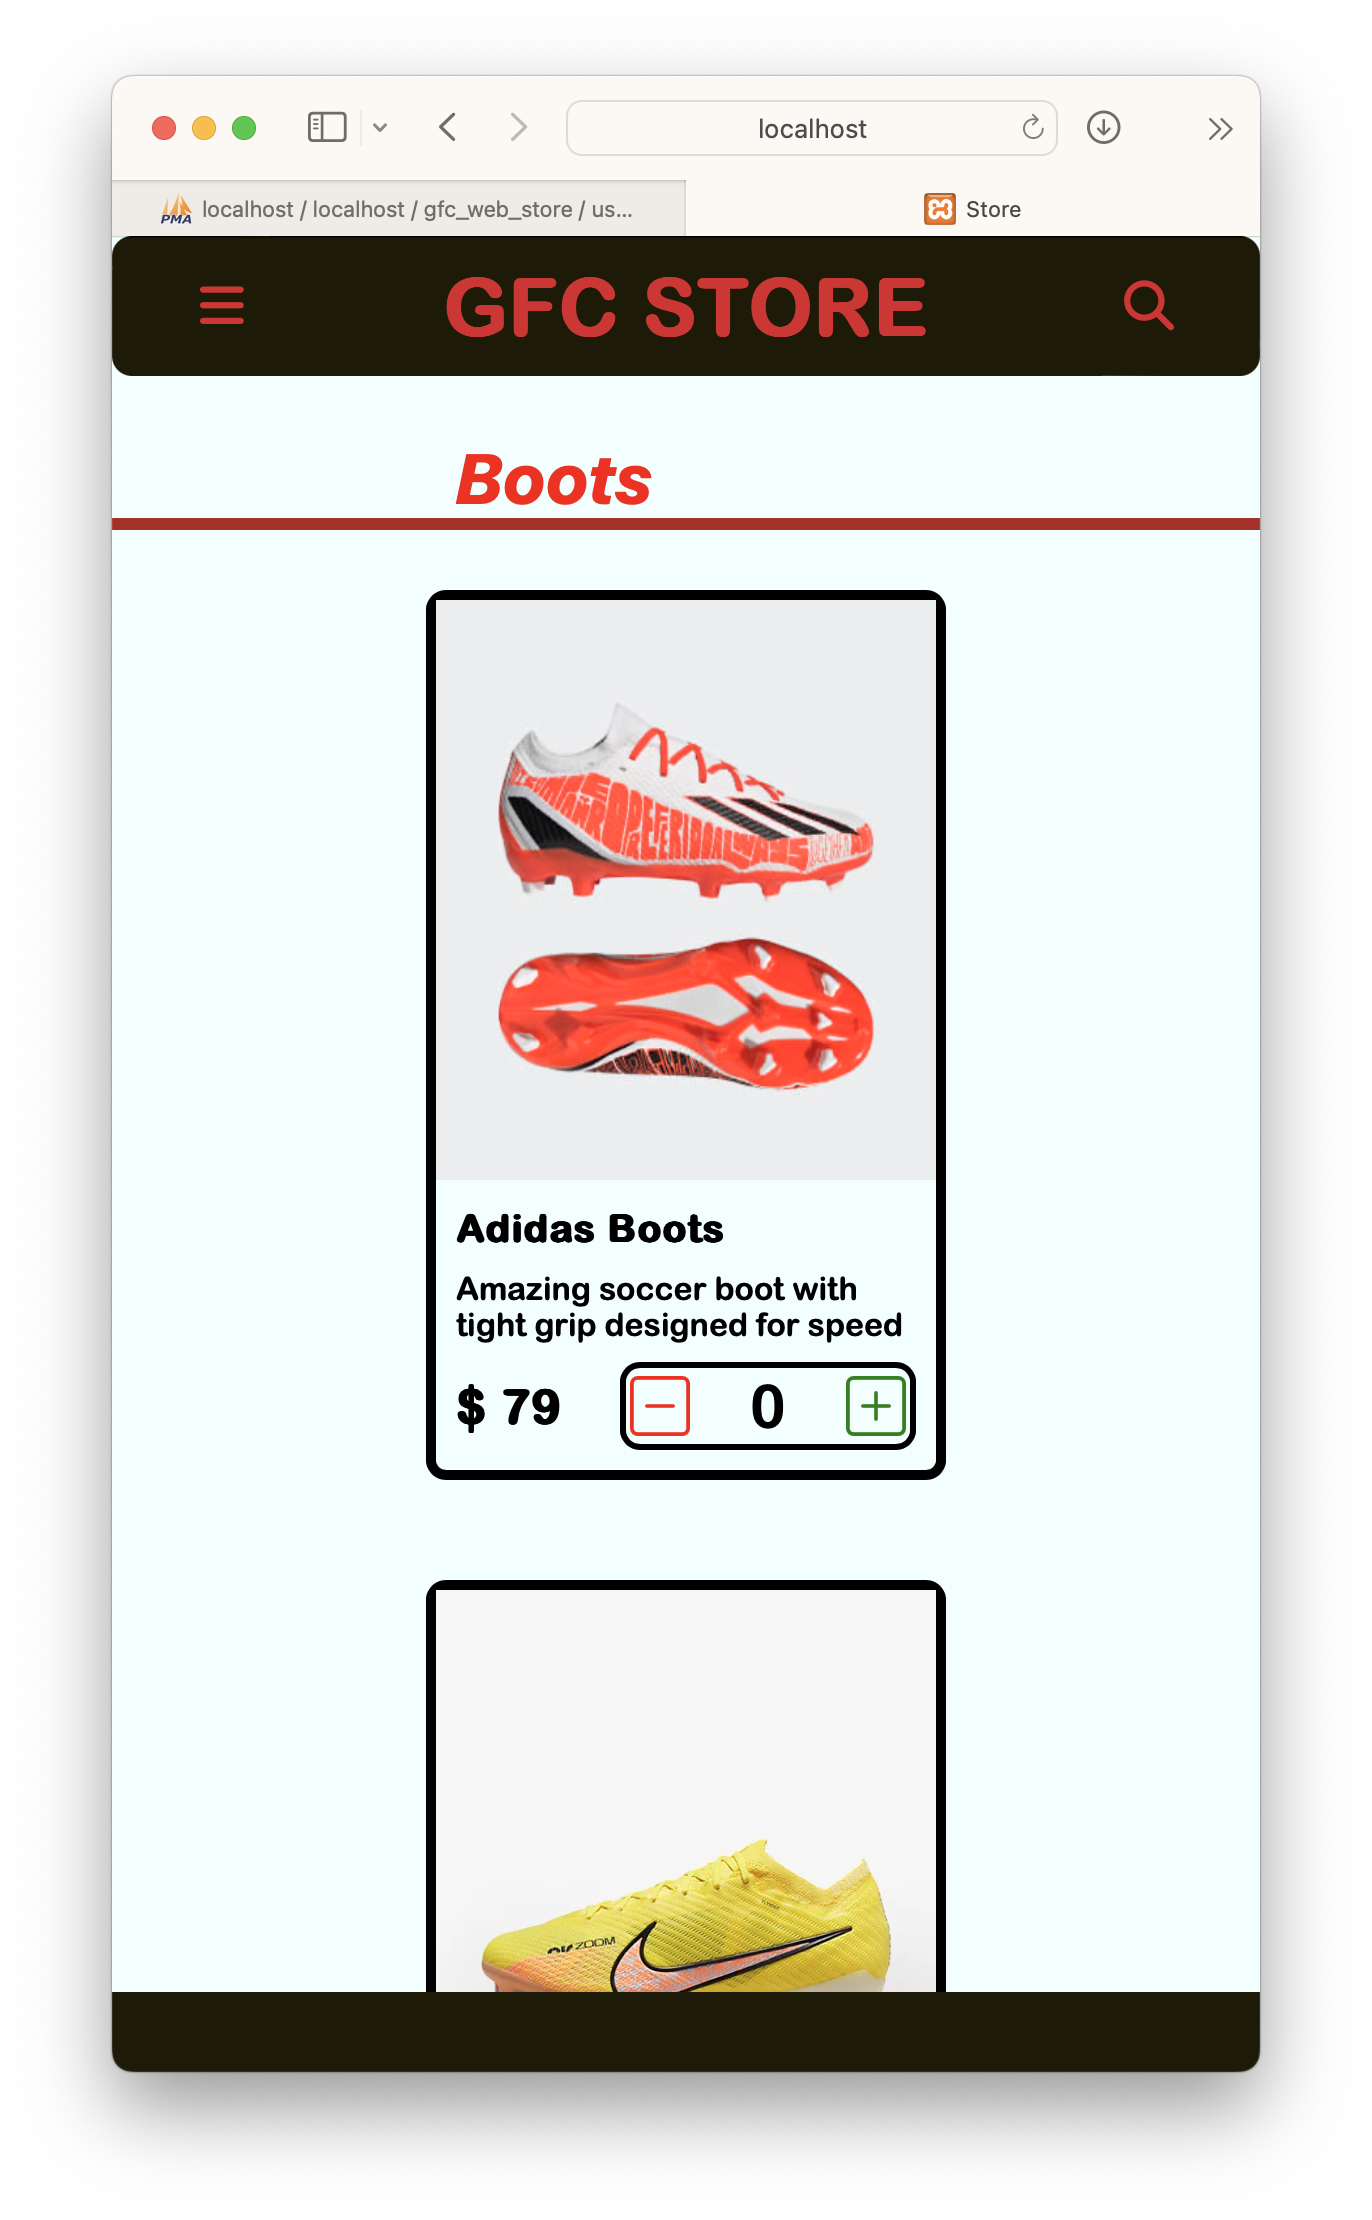 localhost
PMA localhost / localhost / gfc_web_store / us...
Store
GFC STORE
Boots
Adidas Boots
Amazing soccer boot with
tight grip designed for speed
$ 79
0
ZOOM